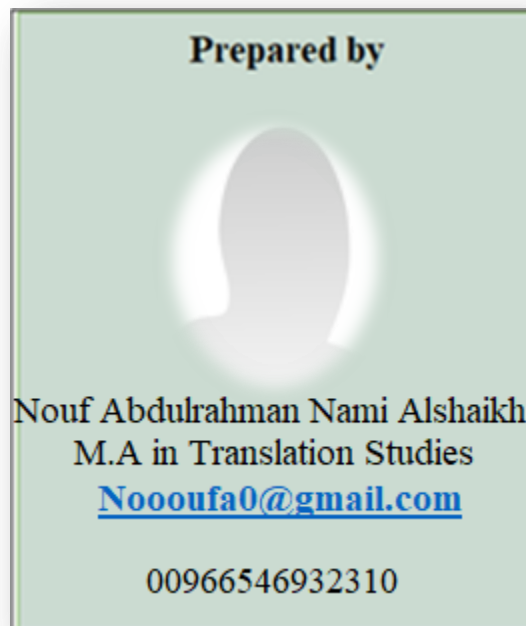 Prepared by
Nouf Abdulrahman Nami Alshaikh
M.A in Translation Studies
Noooufa0@gmail.com
00966546932310